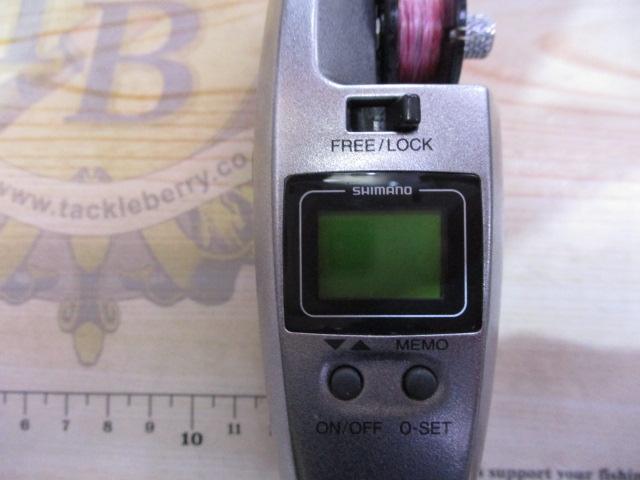 B
FREE/LOCK
www.tackleberry.co
SHIMANO
MEMO
ON/OFF 0-SET
6 7 8 9 10 11
support your fishin